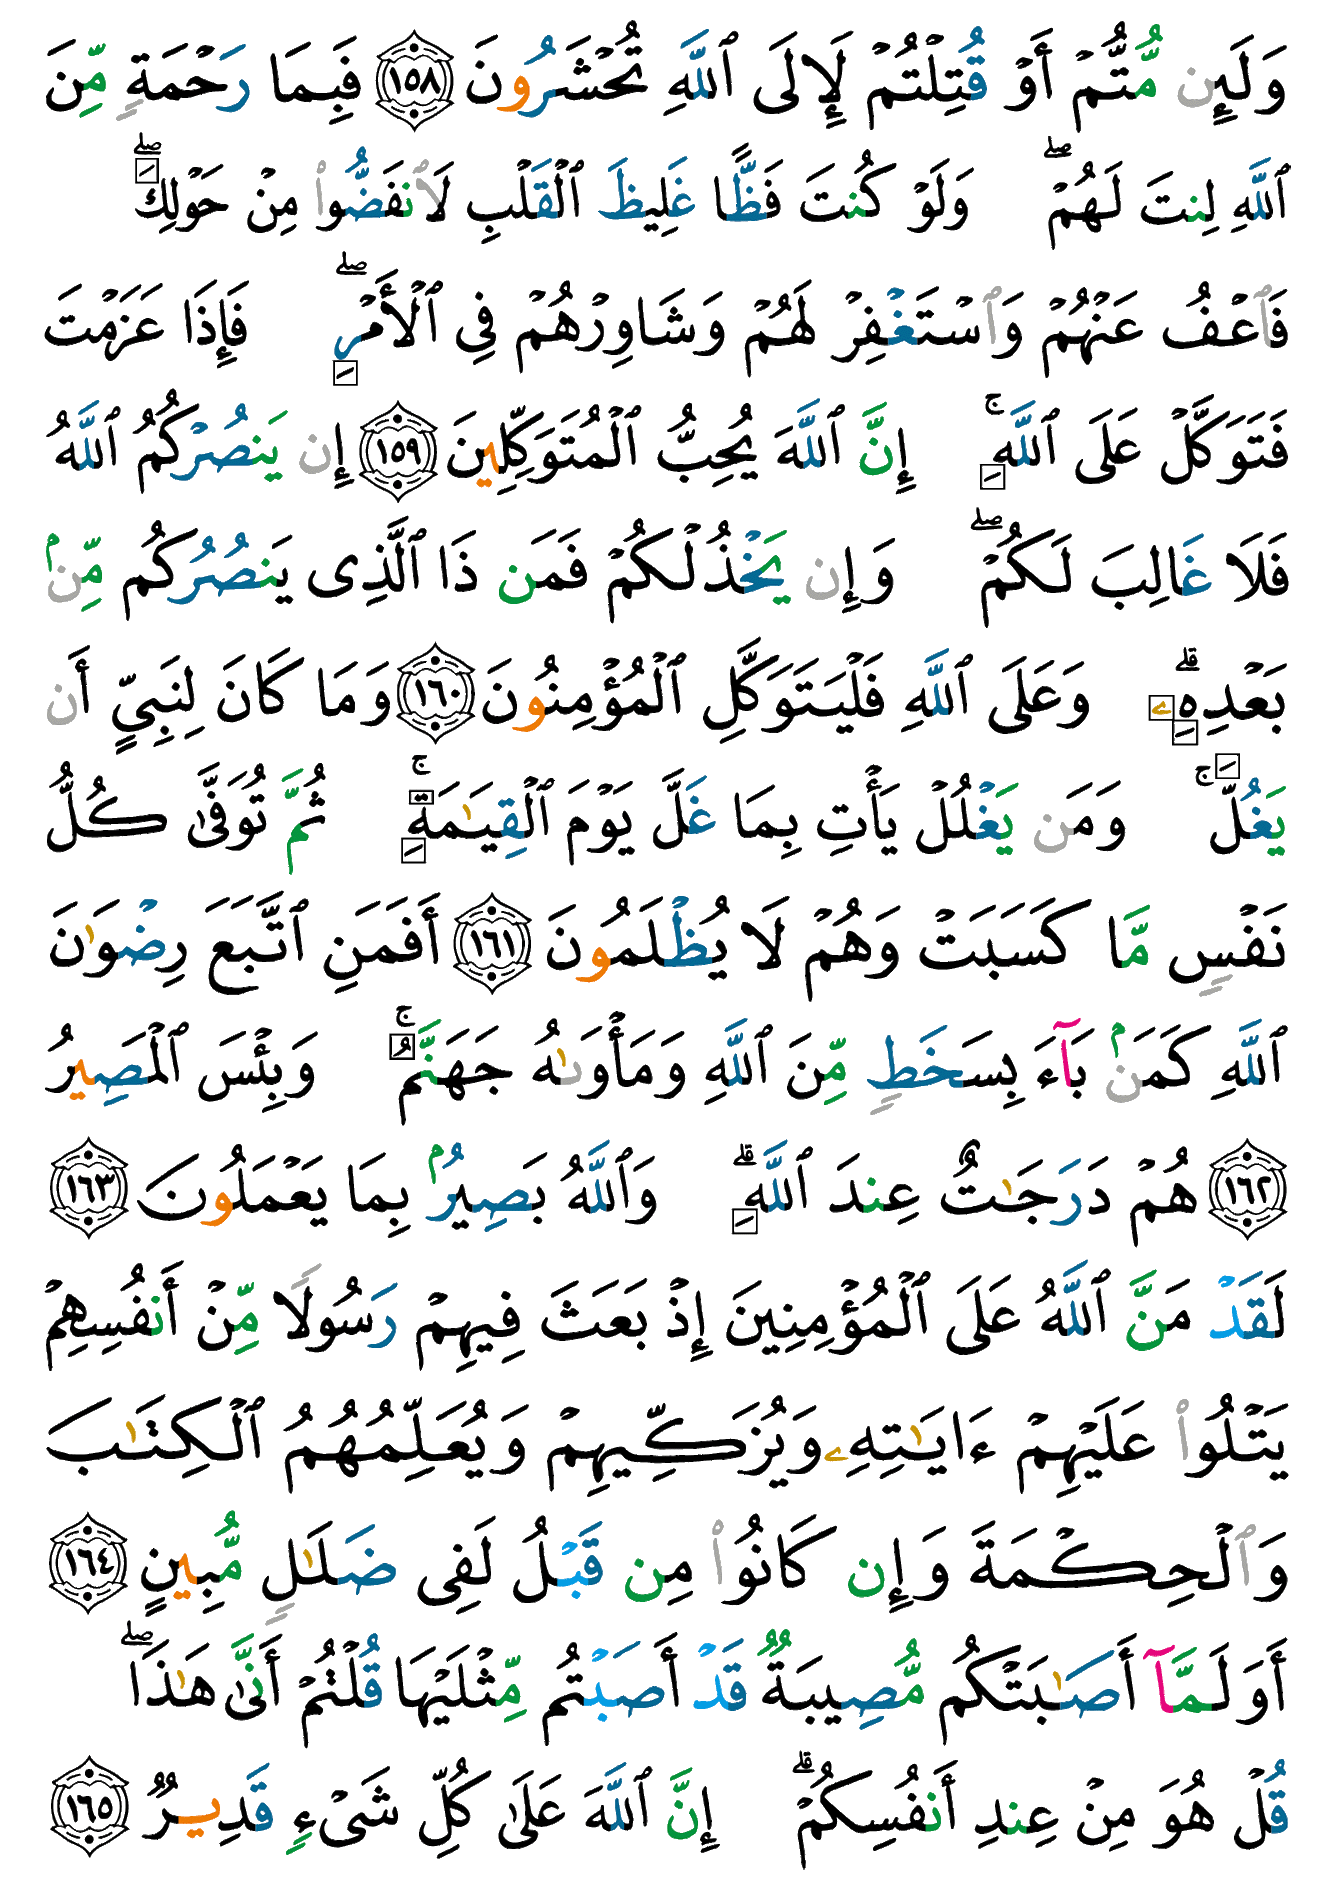 وَلَئِن مُّتُّمۡ أَوۡ قُتِلۡتُمۡ لَإِلَى ٱللَّهِ تُحۡشَرُونَ ١٥٨ فَبِمَا رَحۡمَةٖ مِّنَ
ٱللَّهِ لِنتَ لَهُمۡۖ وَلَوۡ كُنتَ فَظًّا غَلِيظَ ٱلۡقَلۡبِ لَٱنفَضُّواْ مِنۡ حَوۡلِكَۖ
فَٱعۡفُ عَنۡهُمۡ وَٱسۡتَغۡفِرۡ لَهُمۡ وَشَاوِرۡهُمۡ فِي ٱلۡأَمۡرِۖ فَإِذَا عَزَمۡتَ
فَتَوَكَّلۡ عَلَى ٱللَّهِۚ إِنَّ ٱللَّهَ يُحِبُّ ٱلۡمُتَوَكِّلِينَ ١٥٩ إِن يَنصُرۡكُمُ ٱللَّهُ
فَلَا غَالِبَ لَكُمۡۖ وَإِن يَخۡذُلۡكُمۡ فَمَن ذَا ٱلَّذِي يَنصُرُكُم مِّنۢ
بَعۡدِهِۦۗ وَعَلَى ٱللَّهِ فَلۡيَتَوَكَّلِ ٱلۡمُؤۡمِنُونَ ١٦٠ وَمَا كَانَ لِنَبِيٍّ أَن
يَغُلَّۚ وَمَن يَغۡلُلۡ يَأۡتِ بِمَا غَلَّ يَوۡمَ ٱلۡقِيَٰمَةِۚ ثُمَّ تُوَفَّىٰ كُلُّ
نَفۡسٖ مَّا كَسَبَتۡ وَهُمۡ لَا يُظۡلَمُونَ ١٦١ أَفَمَنِ ٱتَّبَعَ رِضۡوَٰنَ
ٱللَّهِ كَمَنۢ بَآءَ بِسَخَطٖ مِّنَ ٱللَّهِ وَمَأۡوَىٰهُ جَهَنَّمُۚ وَبِئۡسَ ٱلۡمَصِيرُ
١٦٢ هُمۡ دَرَجَٰتٌ عِندَ ٱللَّهِۗ وَٱللَّهُ بَصِيرُۢ بِمَا يَعۡمَلُونَ ١٦٣
لَقَدۡ مَنَّ ٱللَّهُ عَلَى ٱلۡمُؤۡمِنِينَ إِذۡ بَعَثَ فِيهِمۡ رَسُولٗا مِّنۡ أَنفُسِهِمۡ
يَتۡلُواْ عَلَيۡهِمۡ ءَايَٰتِهِۦ وَيُزَكِّيهِمۡ وَيُعَلِّمُهُمُ ٱلۡكِتَٰبَ
وَٱلۡحِكۡمَةَ وَإِن كَانُواْ مِن قَبۡلُ لَفِي ضَلَٰلٖ مُّبِينٍ ١٦٤
أَوَلَمَّآ أَصَٰبَتۡكُم مُّصِيبَةٞ قَدۡ أَصَبۡتُم مِّثۡلَيۡهَا قُلۡتُمۡ أَنَّىٰ هَٰذَاۖ
قُلۡ هُوَ مِنۡ عِندِ أَنفُسِكُمۡۗ إِنَّ ٱللَّهَ عَلَىٰ كُلِّ شَيۡءٖ قَدِيرٞ ١٦٥